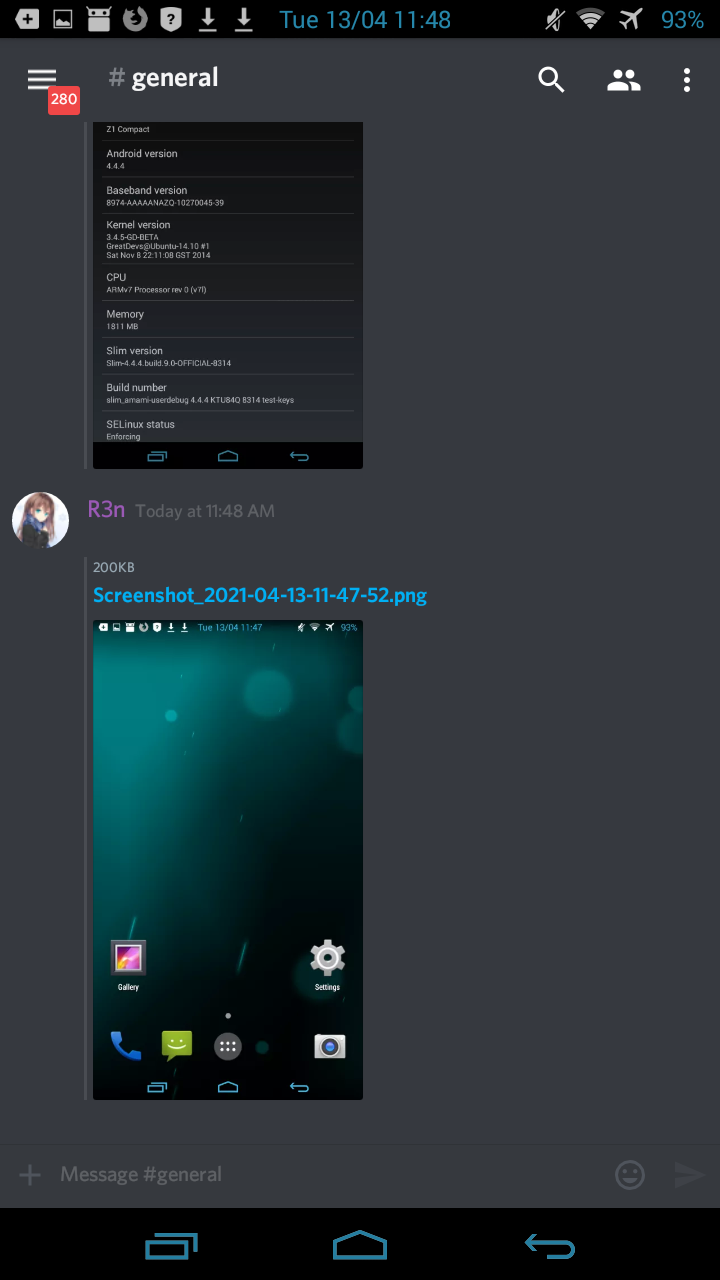 Tue 13/04 11:48
93%
# general
280
Z1 Compact
Android version
4.4.4
Baseband version
8974-AAAAANAZQ-10270045-39
Kernel version
3.4.5-GD-BETA
GreatDevs@Ubuntu-14.10 #1
Sat Nov 8 22:11:08 GST 2014
CPU
ARMv7 Processor rev 0 (v7l)
Memory
1811 MB
Slim version
Slim-4.4.4.build.9.0-OFFICIAL-8314
Build number
slim_amami-userdebug 4.4.4 KTU84Q 8314 test-keys
SELinux status
Enforcing
R3n Today at 11:48 AM
200KB
Screenshot_2021-04-13-11-47-52.png
Tue 13/04 11:47
93%
Gallery
Settings
Message #general